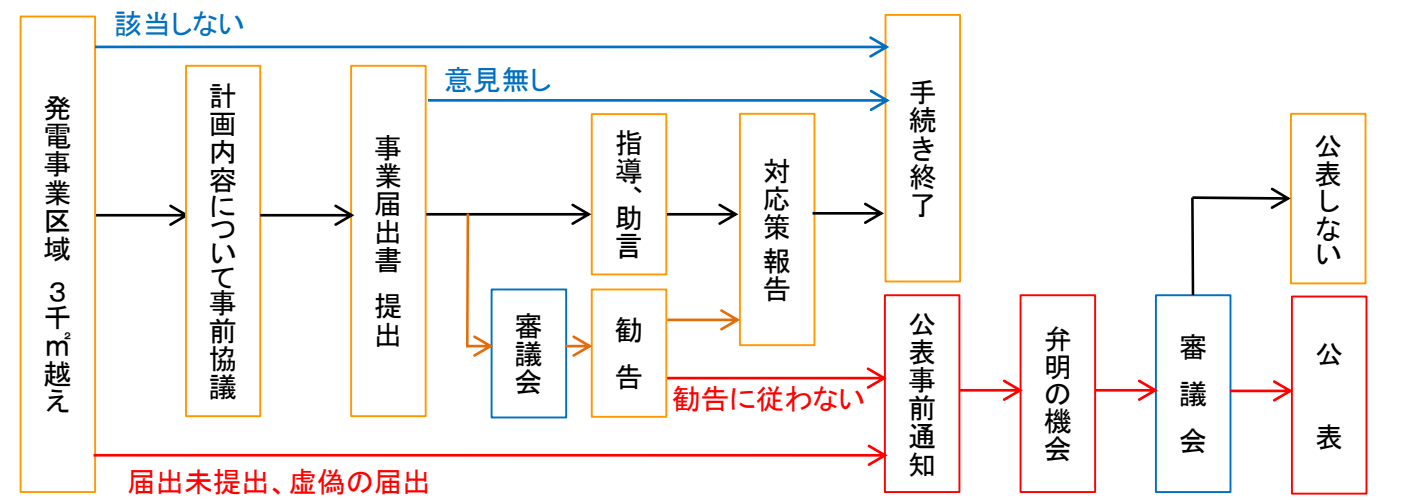 該当しない
意見無し
発電事業区域 3千㎡越え
計画内容について事前協議
事業届出書 提出
指導、助言
対応策 報告
手続き終了
公表しない
審議会
勧告
勧告に従わない
公表事前通知
弁明の機会
審議会
公表
届出未提出、虚偽の届出